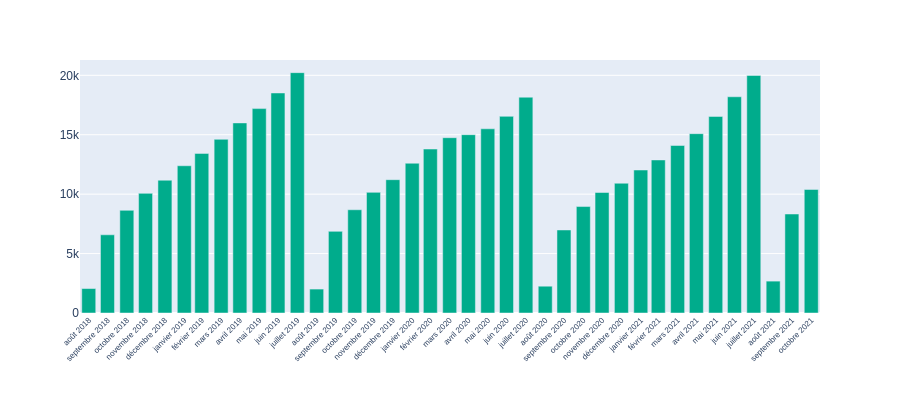 20k
15k
10k
5k
0
août 2018
septembre 2018
octobre 2018
novembre 2018
décembre 2018
janvier 2019
février 2019
mars 2019
avril 2019
mai 2019
juin 2019
juillet 2019
août 2019
septembre 2019
octobre 2019
novembre 2019
décembre 2019
janvier 2020
février 2020
mars 2020
avril 2020
mai 2020
juin 2020
juillet 2020
août 2020
septembre 2020
octobre 2020
novembre 2020
décembre 2020
janvier 2021
février 2021
mars 2021
avril 2021
mai 2021
juin 2021
juillet 2021
août 2021
septembre 2021
octobre 2021